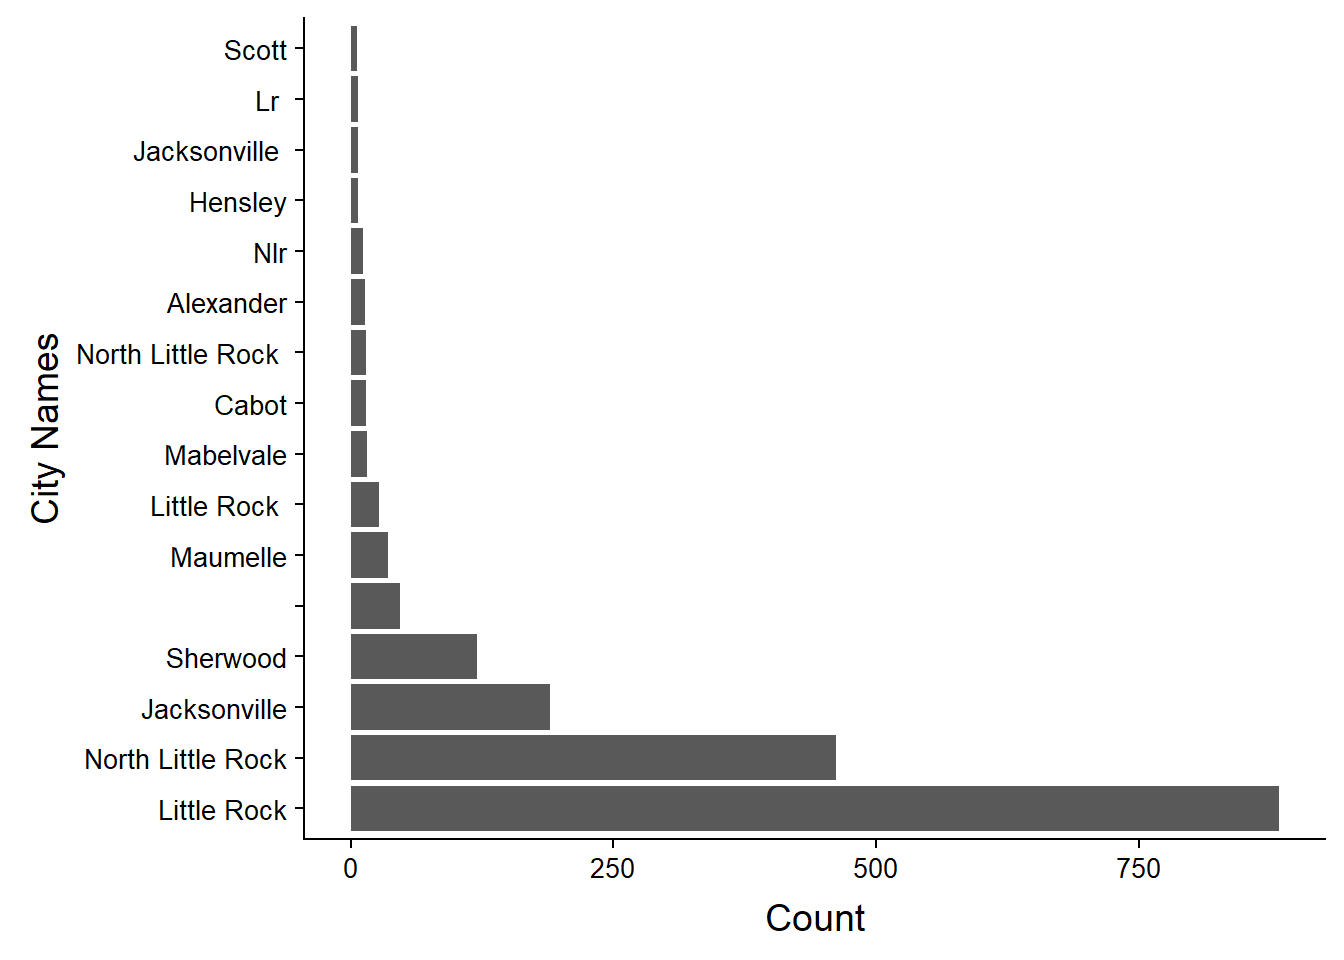 Scott
Lr
Jacksonville
Hensley
Nlr
Alexander
North Little Rock
Cabot
Mabelvale
Little Rock
Maumelle
Sherwood
Jacksonville
North Little Rock
Little Rock
City Names
0 250 500 750
Count